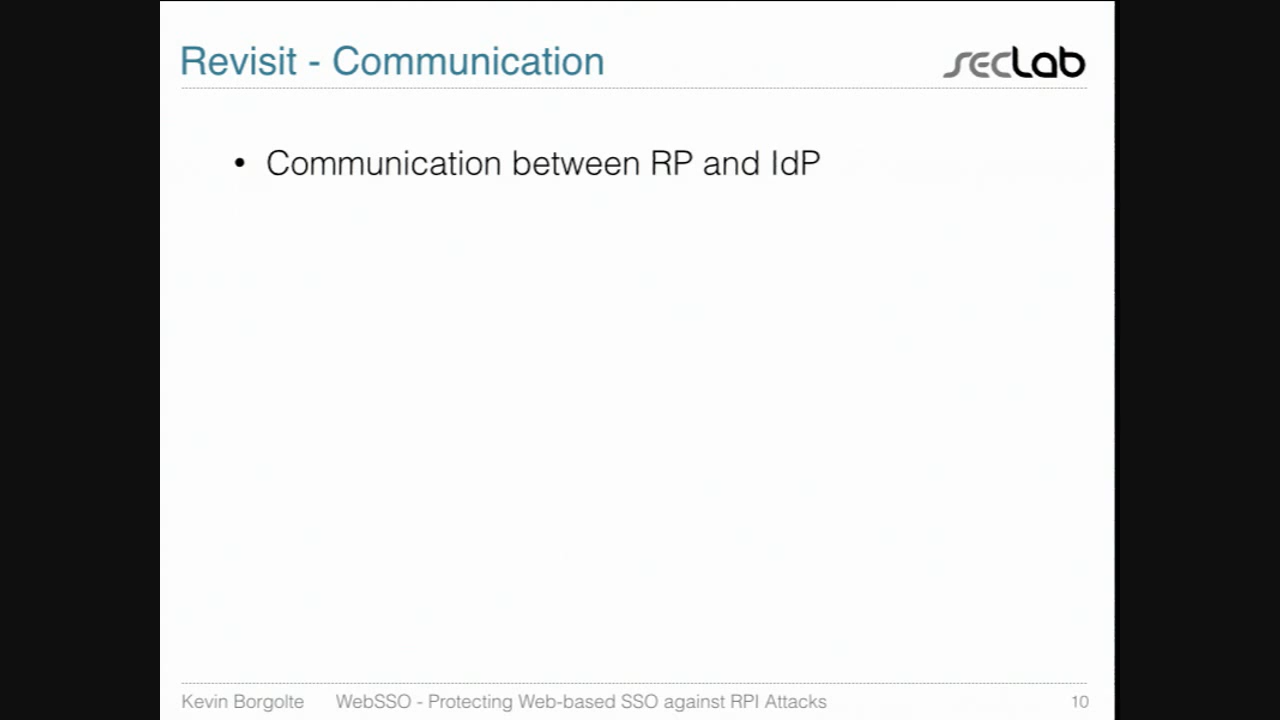 Revisit - Communication
secLab
• Communication between RP and IdP
Kevin Borgolte WebSSO - Protecting Web-based SSO against RPI Attacks 10